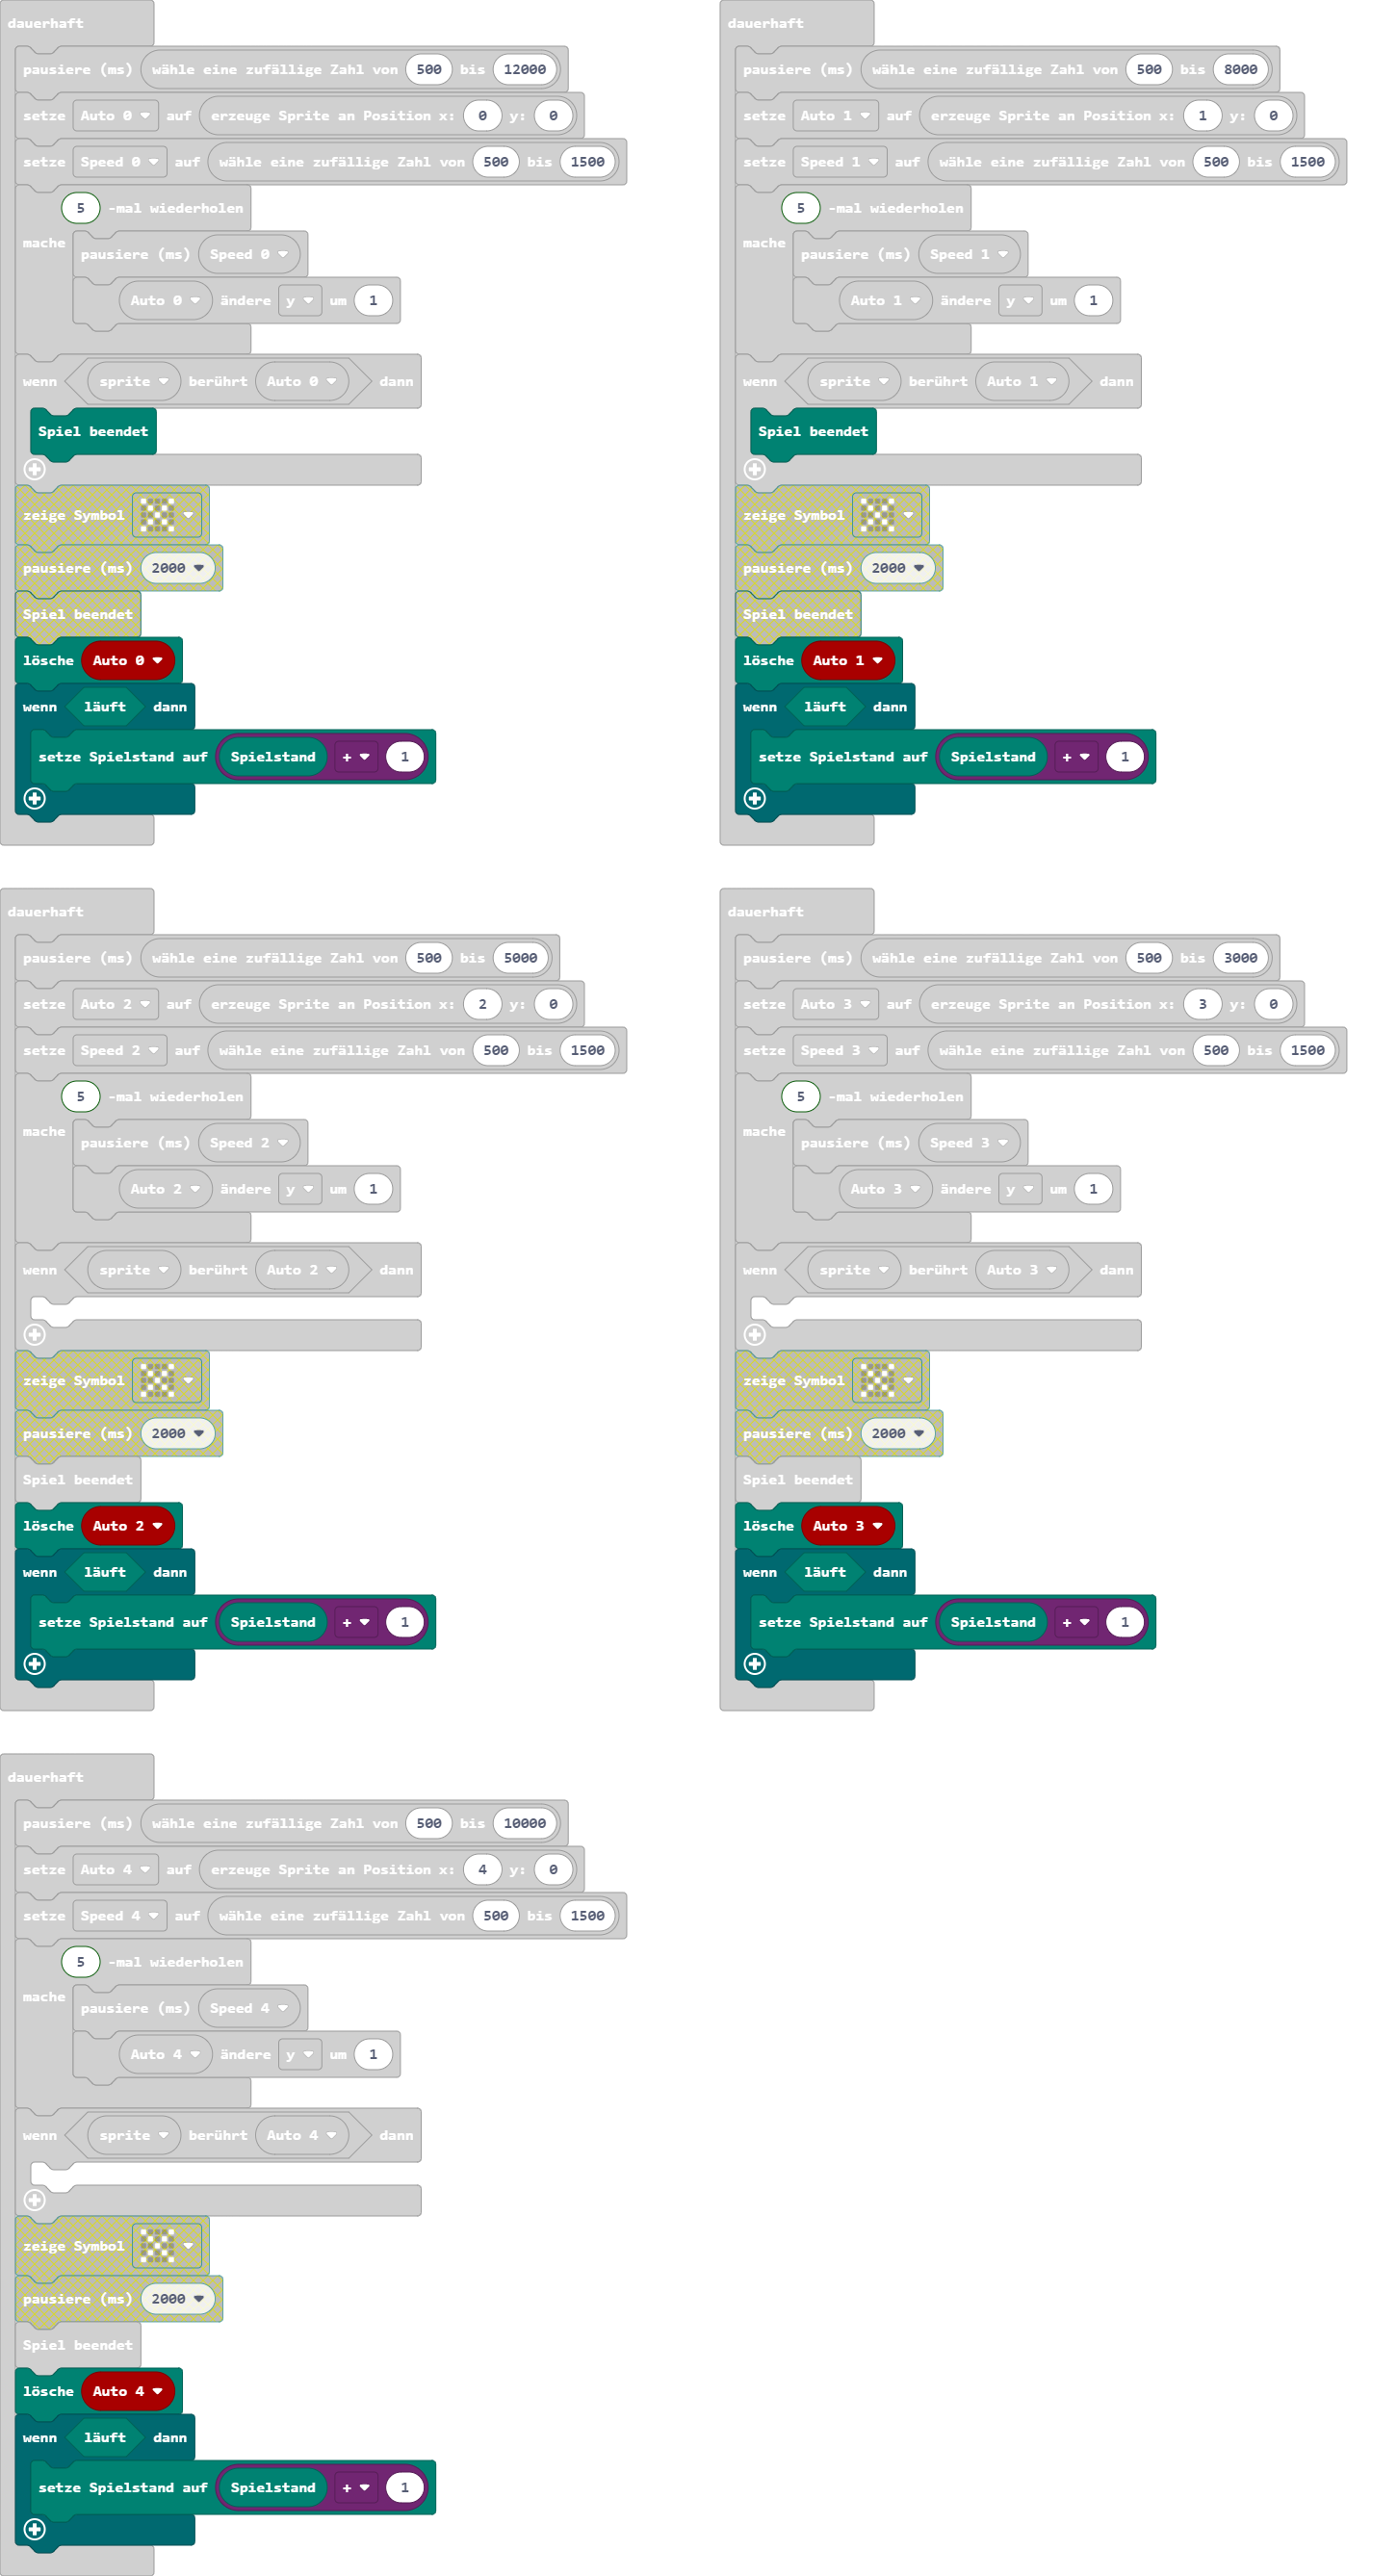 dauerhaft
pausiere (ms) wähle eine zufällige Zahl von 500 bis 12000
setze Auto 0 auf erzeuge Sprite an Position x: 0 y: 0
setze Speed 0 auf wähle eine zufällige Zahl von 500 bis 1500
5 -mal wiederholen
mache
pausiere (ms) Speed 0
Auto 0 ändere y um 1
wenn sprite berührt Auto 0 dann
Spiel beendet
zeige Symbol
pausiere (ms) 2000
Spiel beendet
lösche Auto 0
wenn läuft dann
setze Spielstand auf Spielstand + 1
dauerhaft
pausiere (ms) wähle eine zufällige Zahl von 500 bis 8000
setze Auto 1 auf erzeuge Sprite an Position x: 1 y: 0
setze Speed 1 auf wähle eine zufällige Zahl von 500 bis 1500
5 -mal wiederholen
mache
pausiere (ms) Speed 1
Auto 1 ändere y um 1
wenn sprite berührt Auto 1 dann
Spiel beendet
zeige Symbol
pausiere (ms) 2000
Spiel beendet
lösche Auto 1
wenn läuft dann
setze Spielstand auf Spielstand + 1
dauerhaft
pausiere (ms) wähle eine zufällige Zahl von 500 bis 5000
setze Auto 2 auf erzeuge Sprite an Position x: 2 y: 0
setze Speed 2 auf wähle eine zufällige Zahl von 500 bis 1500
5 -mal wiederholen
mache
pausiere (ms) Speed 2
Auto 2 ändere y um 1
wenn sprite berührt Auto 2 dann
zeige Symbol
pausiere (ms) 2000
Spiel beendet
lösche Auto 2
wenn läuft dann
setze Spielstand auf Spielstand + 1
dauerhaft
pausiere (ms) wähle eine zufällige Zahl von 500 bis 3000
setze Auto 3 auf erzeuge Sprite an Position x: 3 y: 0
setze Speed 3 auf wähle eine zufällige Zahl von 500 bis 1500
5 -mal wiederholen
mache
pausiere (ms) Speed 3
Auto 3 ändere y um 1
wenn sprite berührt Auto 3 dann
zeige Symbol
pausiere (ms) 2000
Spiel beendet
lösche Auto 3
wenn läuft dann
setze Spielstand auf Spielstand + 1
dauerhaft
pausiere (ms) wähle eine zufällige Zahl von 500 bis 10000
setze Auto 4 auf erzeuge Sprite an Position x: 4 y: 0
setze Speed 4 auf wähle eine zufällige Zahl von 500 bis 1500
5 -mal wiederholen
mache
pausiere (ms) Speed 4
Auto 4 ändere y um 1
wenn sprite berührt Auto 4 dann
zeige Symbol
pausiere (ms) 2000
Spiel beendet
lösche Auto 4
wenn läuft dann
setze Spielstand auf Spielstand + 1